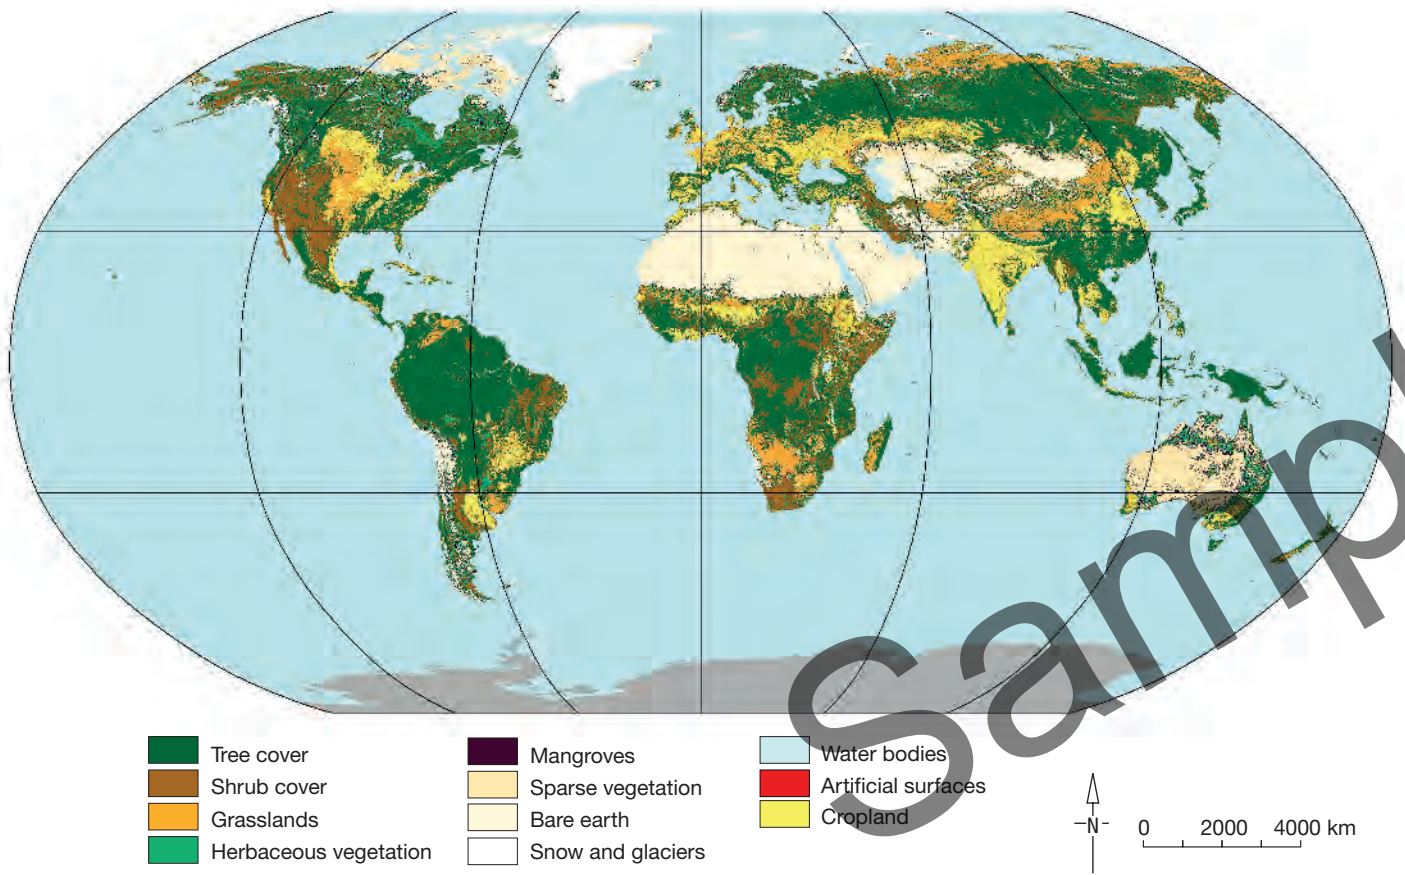 Tree cover
Shrub cover
Grasslands
Herbaceous vegetation
Mangroves
Sparse vegetation
Bare earth
Snow and glaciers
Water bodies
Artificial surfaces
Cropland
N
0 2000 4000 km